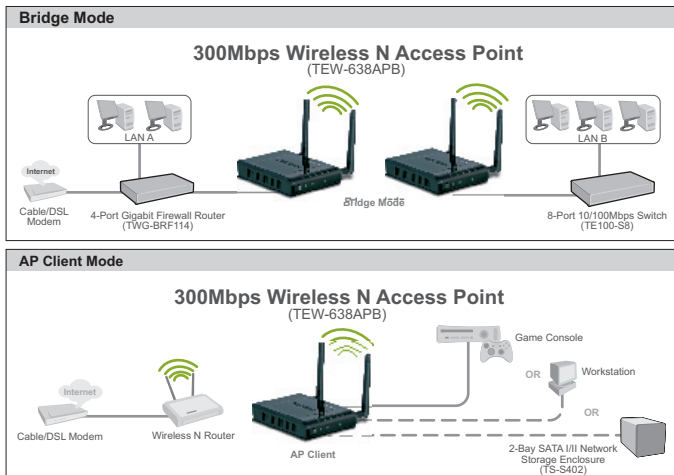 Bridge Mode
300Mbps Wireless N Access Point
(TEW-638APB)
LAN A
LAN B
Internet
Bridge Mode
Cable/DSL
Modem
4-Port Gigabit Firewall Router
(TWG-BRF114)
8-Port 10/100Mbps Switch
(TE100-S8)
AP Client Mode
300Mbps Wireless N Access Point
(TEW-638APB)
Game Console
OR
Workstation
Internet
OR
Cable/DSL Modem
Wireless N Router
AP Client
2-Bay SATA I/II Network
Storage Enclosure
(TS-S402)